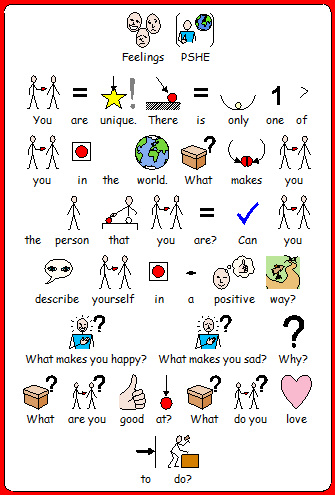 Feelings PSHE
You are unique. There is only one of
you in the world. What makes you
the person that you are? Can you
describe yourself in a positive way?
What makes you happy? What makes you sad? Why?
What are you good at? What do you love
to do?